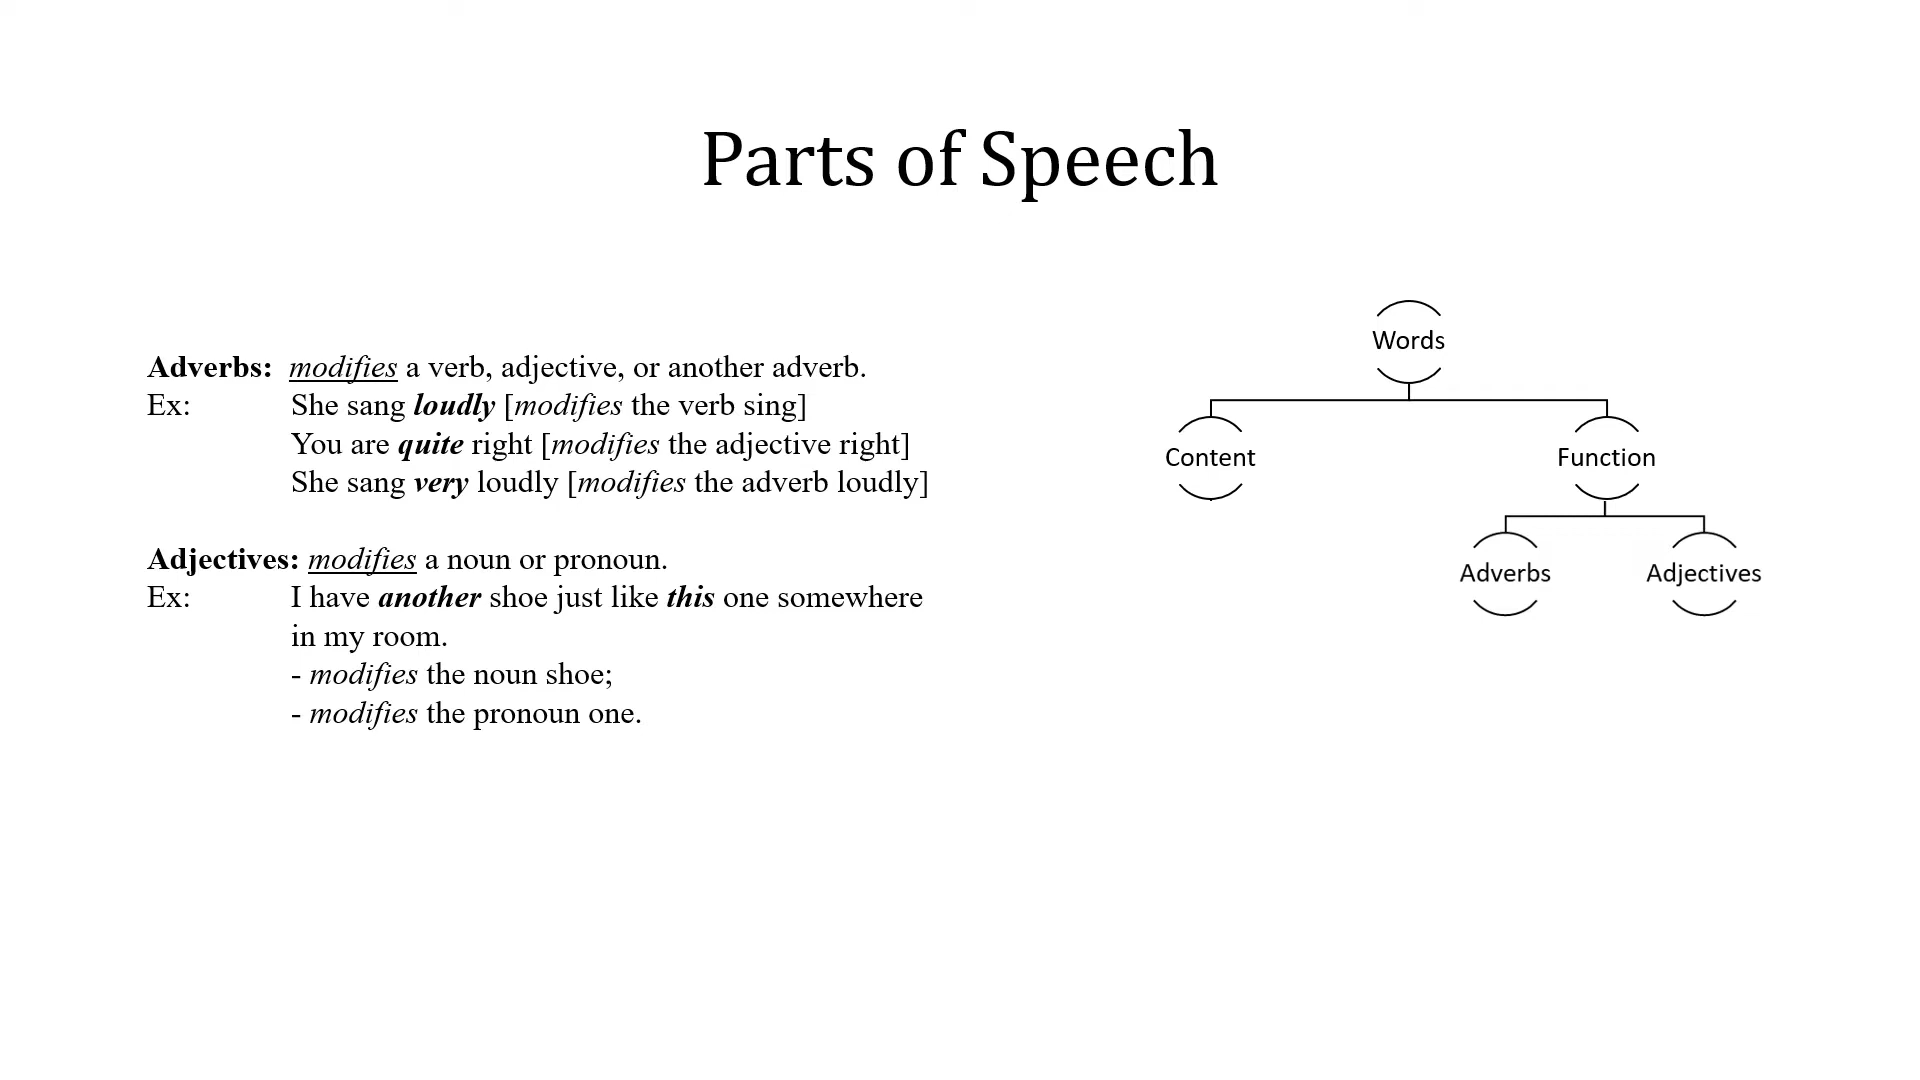 Parts of Speech
Adverbs: modifies a verb, adjective, or another adverb.
Ex: She sang loudly [modifies the verb sing]
You are quite right [modifies the adjective right]
She sang very loudly [modifies the adverb loudly]
Adjectives: modifies a noun or pronoun.
Ex: I have another shoe just like this one somewhere
in my room.
- modifies the noun shoe;
- modifies the pronoun one.
Words
Content Function
Adverbs Adjectives